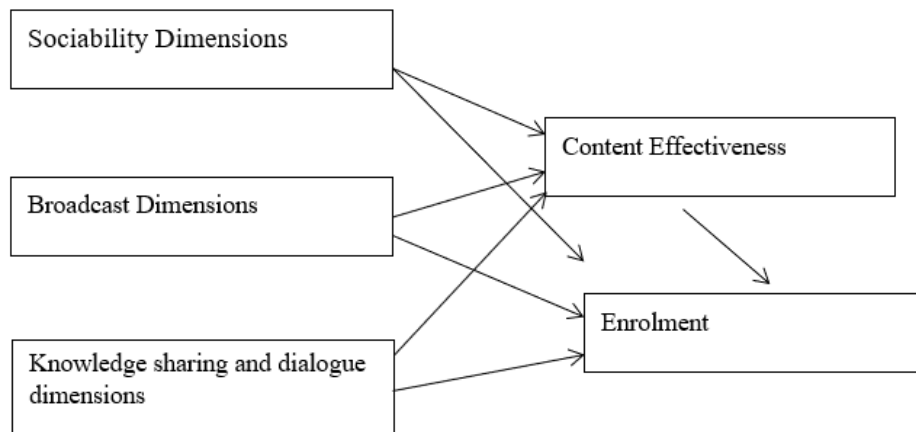 Sociability Dimensions
Content Effectiveness
Broadcast Dimensions
Enrolment
Knowledge sharing and dialogue
dimensions